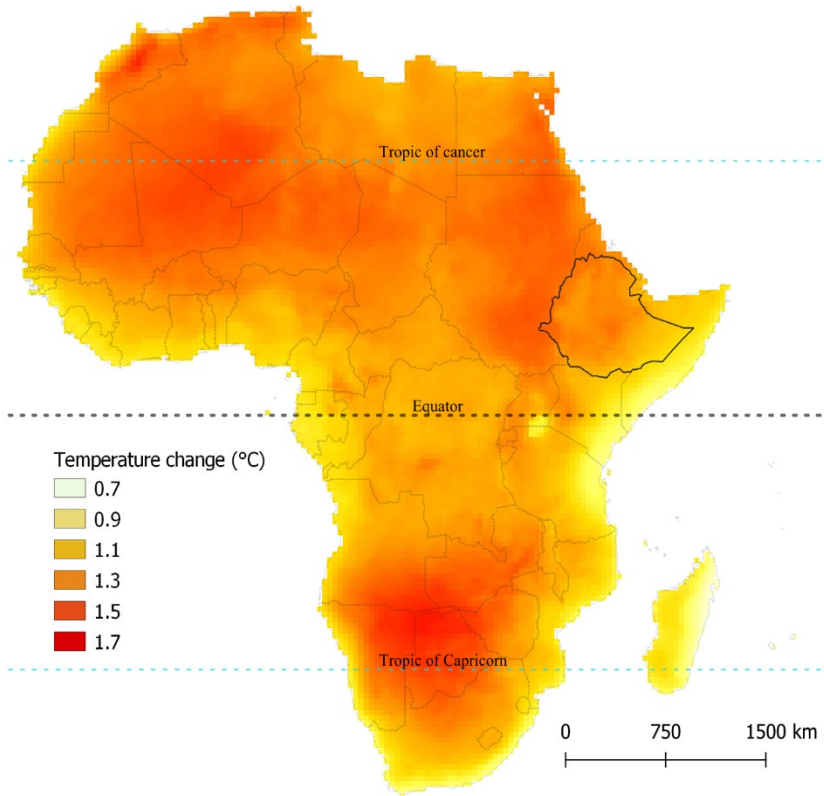 Tropic of cancer
Equator
Temperature change (°C)
0.7
0.9
1.1
1.3
1.5
1.7
Tropic of Capricorn
0 750 1500 km